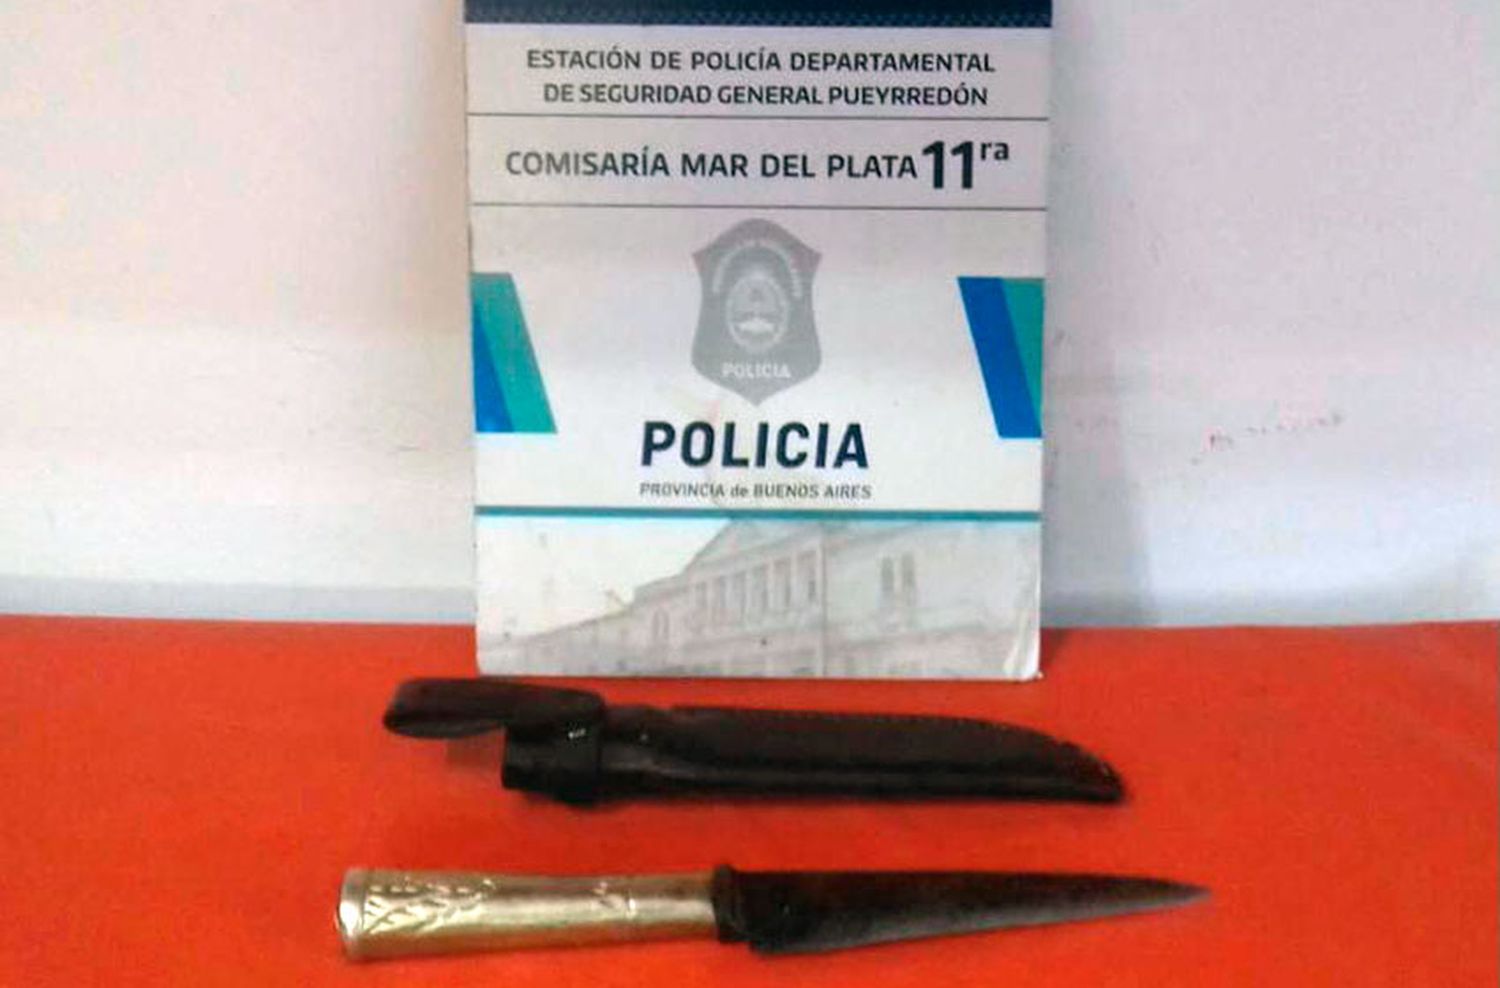 ESTACIÓN DE POLICÍA DEPARTAMENTAL
DE SEGURIDAD GENERAL PUEYRREDÓN
COMISARÍA MAR DEL PLATA 11ra
POLICIA
POLICIA
PROVINCIA de BUENOS AIRES